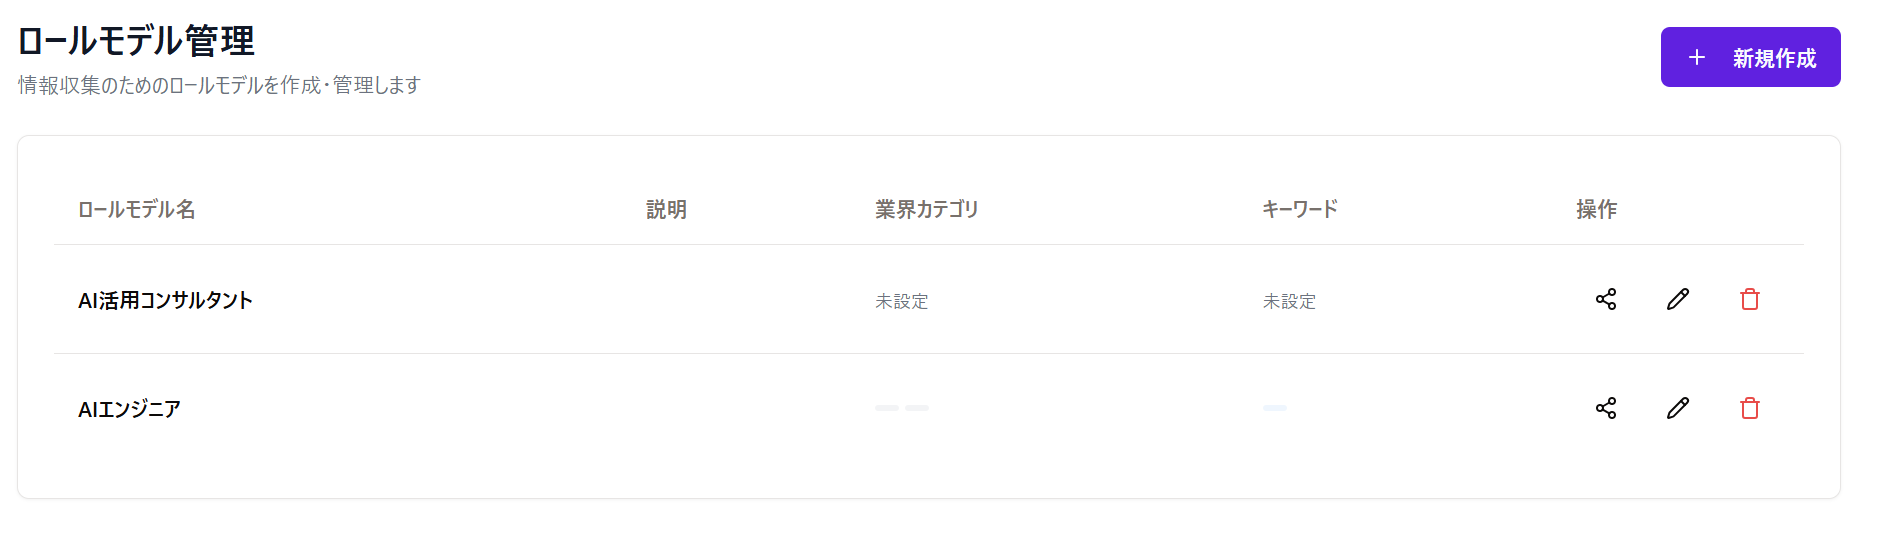 ロールモデル管理
情報収集のためのロールモデルを作成・管理します
新規作成
ロールモデル名 説明 業界カテゴリ キーワード 操作
AI活用コンサルタント 未設定 未設定
AIエンジニア